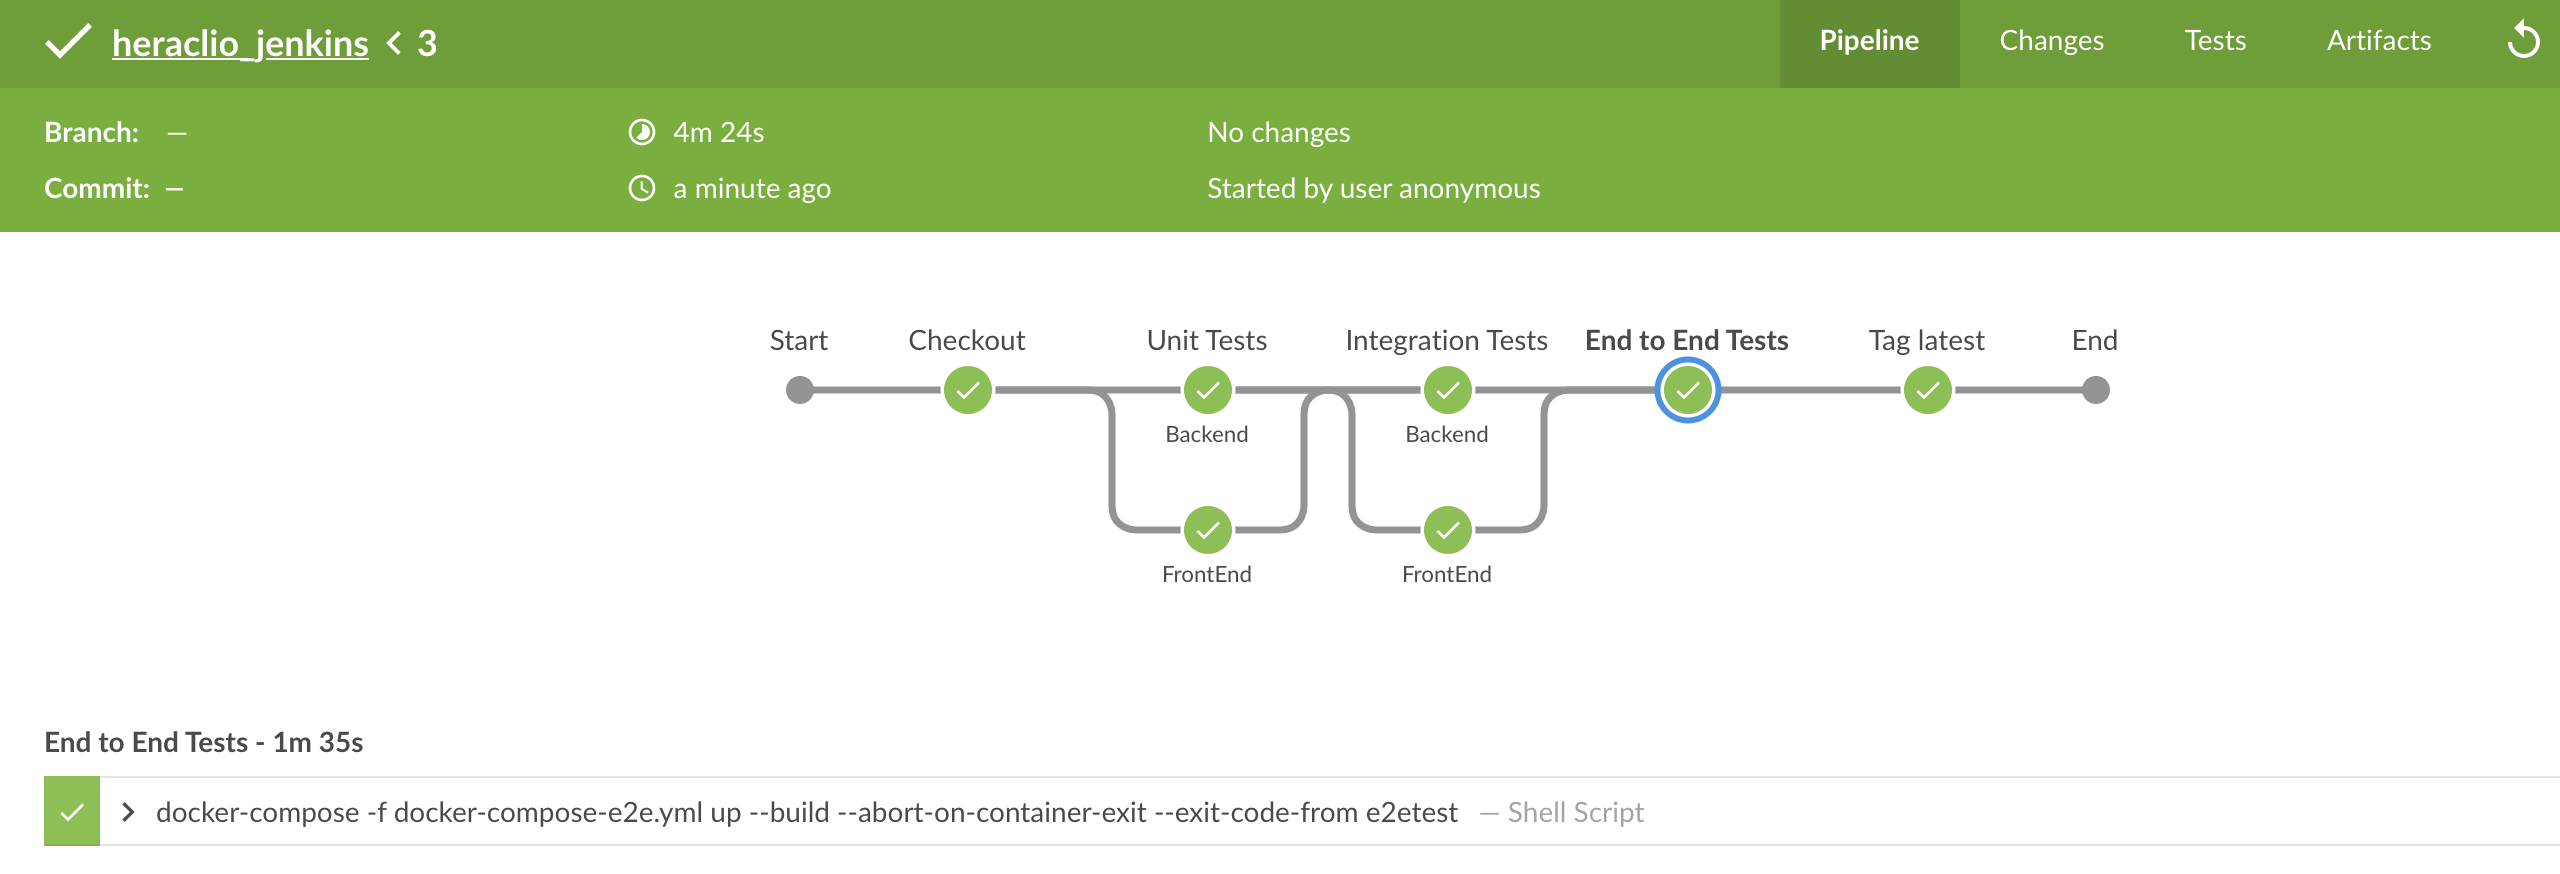 heraclio_jenkins < 3
Pipeline Changes Tests Artifacts
Branch: —
4m 24s
No changes
Commit: —
a minute ago
Started by user anonymous
Start Checkout Unit Tests Integration Tests End to End Tests Tag latest End
Backend Backend
FrontEnd FrontEnd
End to End Tests - 1m 35s
docker-compose -f docker-compose-e2e.yml up --build --abort-on-container-exit --exit-code-from e2etest — Shell Script